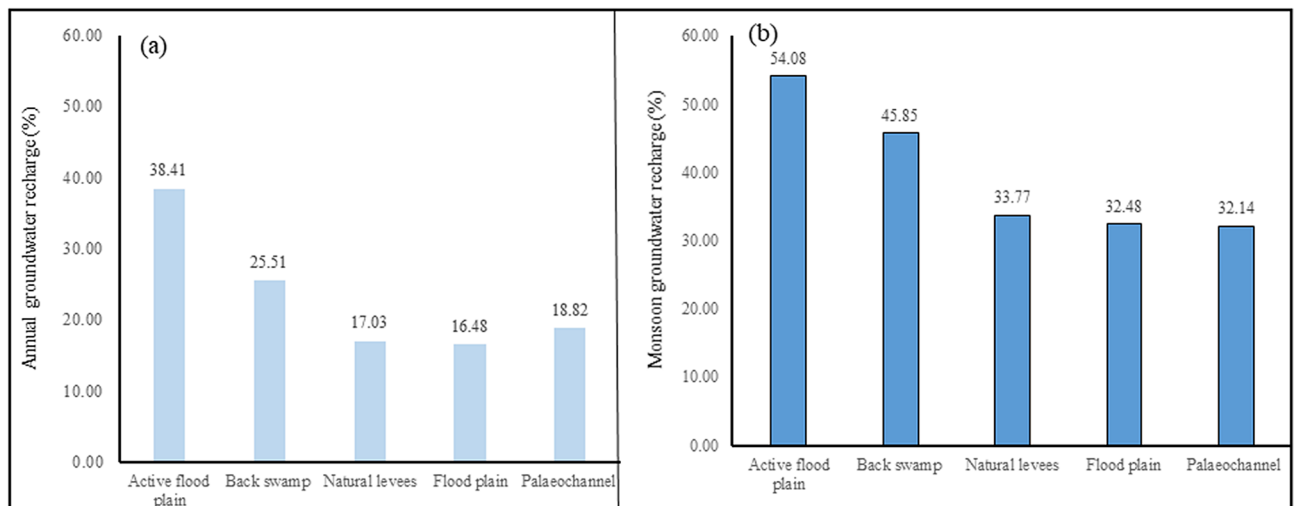 (a)
Annual groundwater recharge (%)
60.00
50.00
40.00
30.00
20.00
10.00
0.00
38.41
25.51
17.03
16.48
18.82
Active flood
plain
Back swamp
Natural levees
Flood plain
Palaeochannel
(b)
Monsoon groundwater recharge (%)
60.00
50.00
40.00
30.00
20.00
10.00
0.00
54.08
45.85
33.77
32.48
32.14
Active flood
plain
Back swamp
Natural levees
Flood plain
Palaeochannel